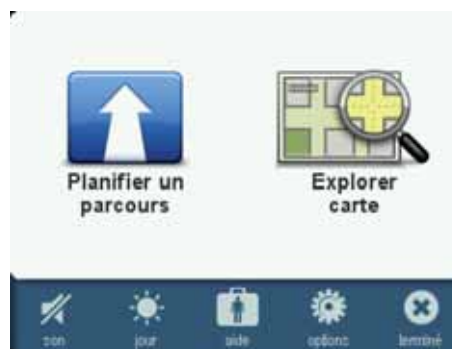 Planifier un
parcours
Explorer
carte
son
jour
aide
options
terminé